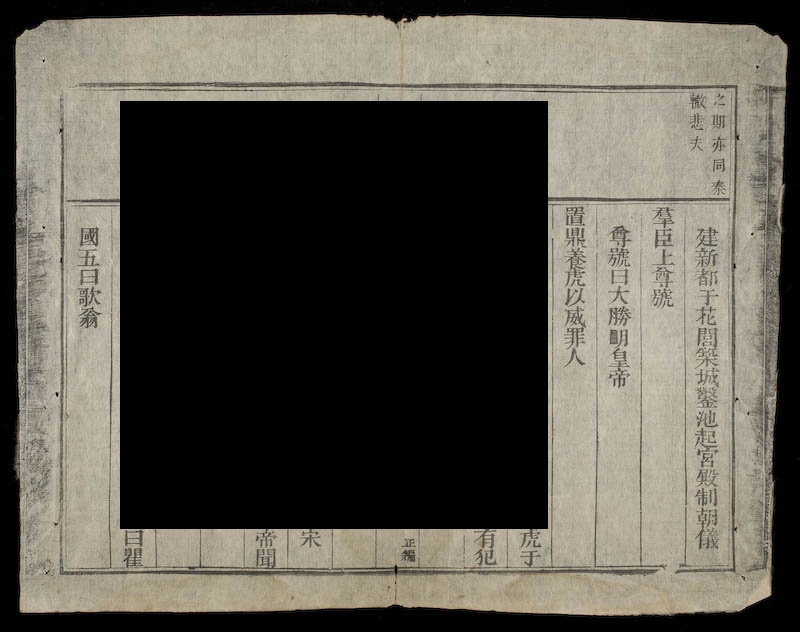 之期亦同泰
轍悲夫
建新都于花閭築城鑿池起宮殿制朝儀
羣臣上尊號
尊號曰大勝明皇帝
置鼎養虎以威罪人
虎于
有犯
正編
宋
帝聞
曰瞿
國五曰歌翁